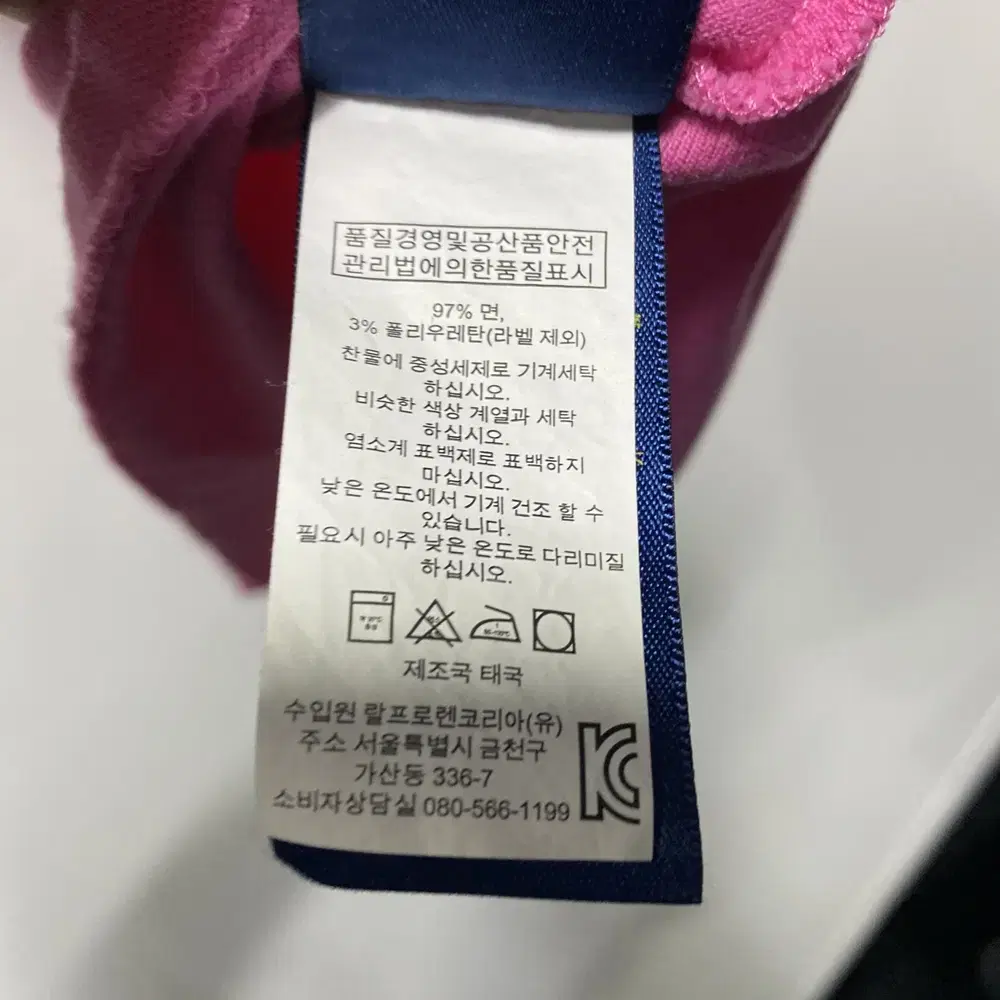 품질경영및공산품안전
관리법에의한품질표시
97% 면,
3% 폴리우레탄(라벨 제외)
찬물에 중성세제로 기계세탁
하십시오.
비슷한 색상 계열과 세탁
하십시오.
염소계 표백제로 표백하지
마십시오.
낮은 온도에서 기계 건조 할 수
있습니다.
필요시 아주 낮은 온도로 다리미질
하십시오.
제조국 태국
수입원 랄프로렌코리아(유)
주소 서울특별시 금천구
가산동 336-7
소비자상담실 080-566-1199